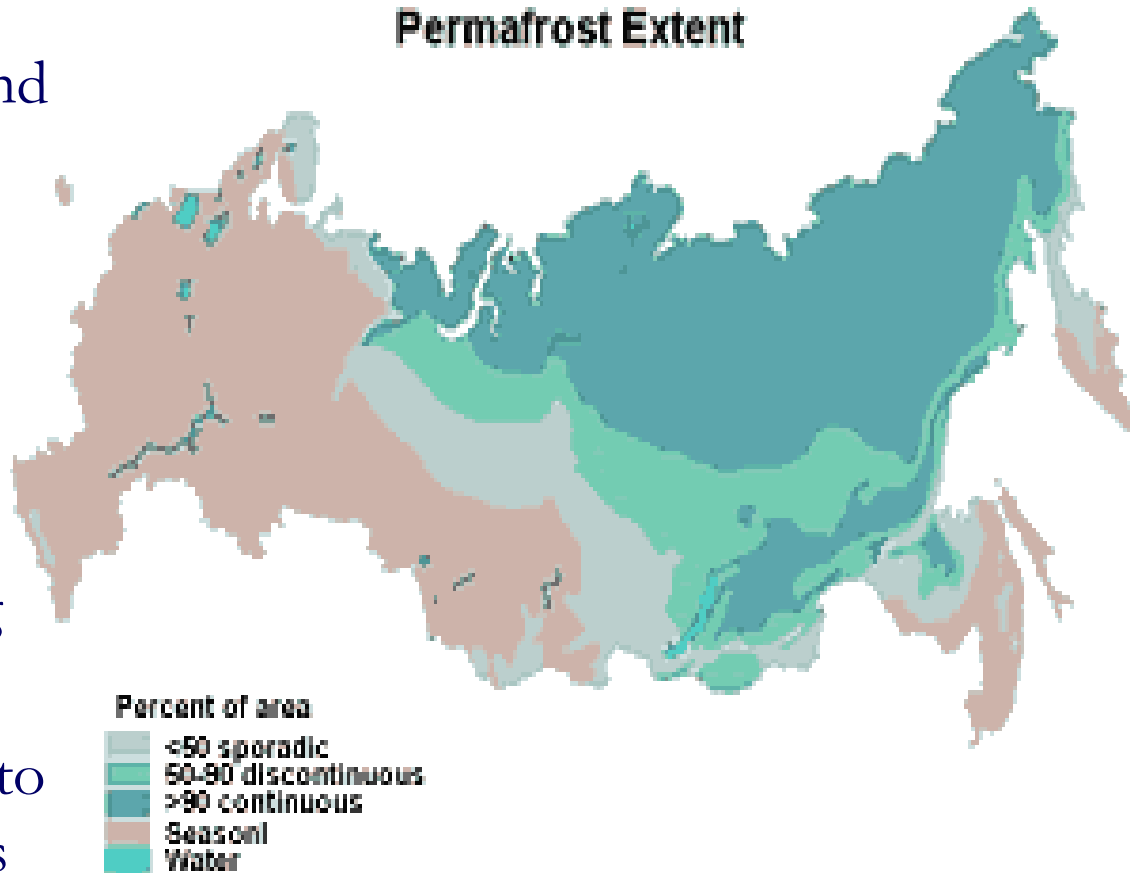 Permafrost Extent
nd
g
to
s
Percent of area
<50 sporadic
50-90 discontinuous
>90 continuous
Seasonl
Water